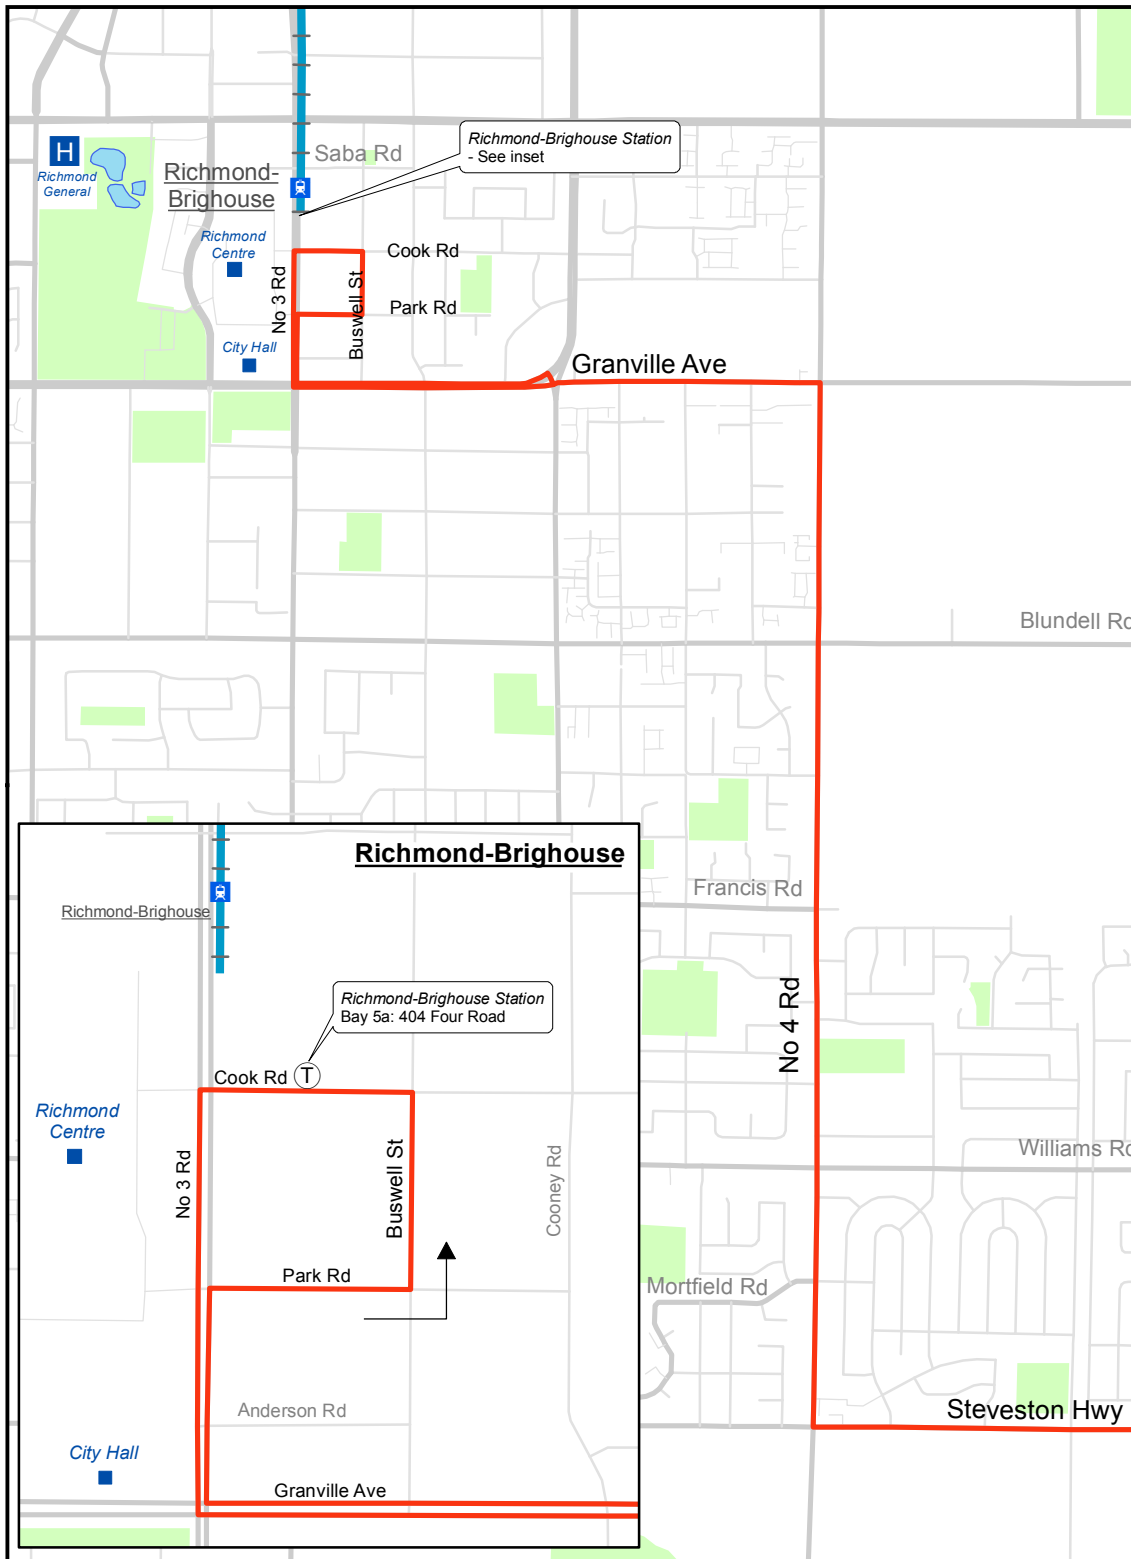 Richmond-Brighouse Station
- See inset
Saba Rd
H
Richmond
General
Richmond-
Brighouse
Richmond
Centre
Cook Rd
No 3 Rd
Buswell St
Park Rd
City Hall
Granville Ave
Blundell Rd
Francis Rd
No 4 Rd
Williams Rd
Mortfield Rd
Steveston Hwy
Richmond-Brighouse
Richmond-Brighouse
Richmond-Brighouse Station
Bay 5a: 404 Four Road
Cook Rd
T
Richmond
Centre
No 3 Rd
Buswell St
Cooney Rd
Park Rd
Anderson Rd
City Hall
Granville Ave